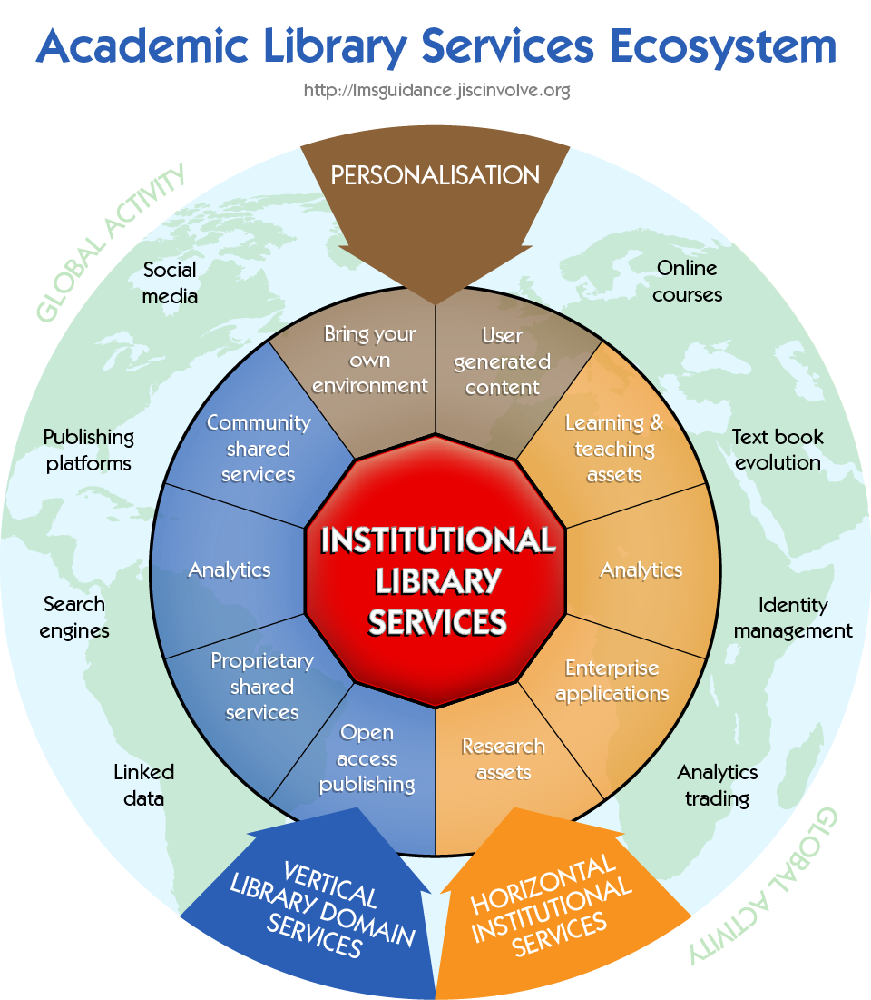 Academic Library Services Ecosystem
http://lmsguidance.jiscinvolve.org
PERSONALISATION
GLOBAL ACTIVITY
Social
media
Online
courses
Bring your
own
environment
User
generated
content
Community
shared
services
Learning &
teaching
assets
Publishing
platforms
Text book
evolution
INSTITUTIONAL
LIBRARY
SERVICES
Analytics
Analytics
Search
engines
Identity
management
Proprietary
shared
services
Enterprise
applications
Open
access
publishing
Research
assets
Linked
data
Analytics
trading
VERTICAL
LIBRARY DOMAIN
SERVICES
HORIZONTAL
INSTITUTIONAL
SERVICES
GLOBAL ACTIVITY